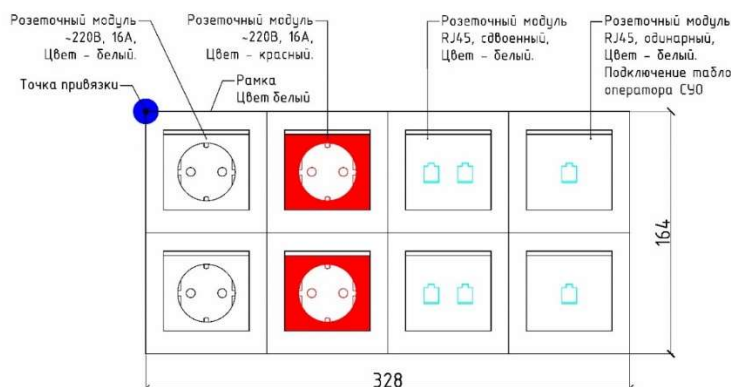 Розеточный модуль
~220В, 16А,
Цвет - белый.
Розеточный модуль
~220В, 16А,
Цвет - красный.
Розеточный модуль
RJ45, сдвоенный,
Цвет - белый.
Розеточный модуль
RJ45, одинарный,
Цвет - белый.
Подключение табло
оператора СУО
Точка привязки
Рамка
Цвет белый
164
328